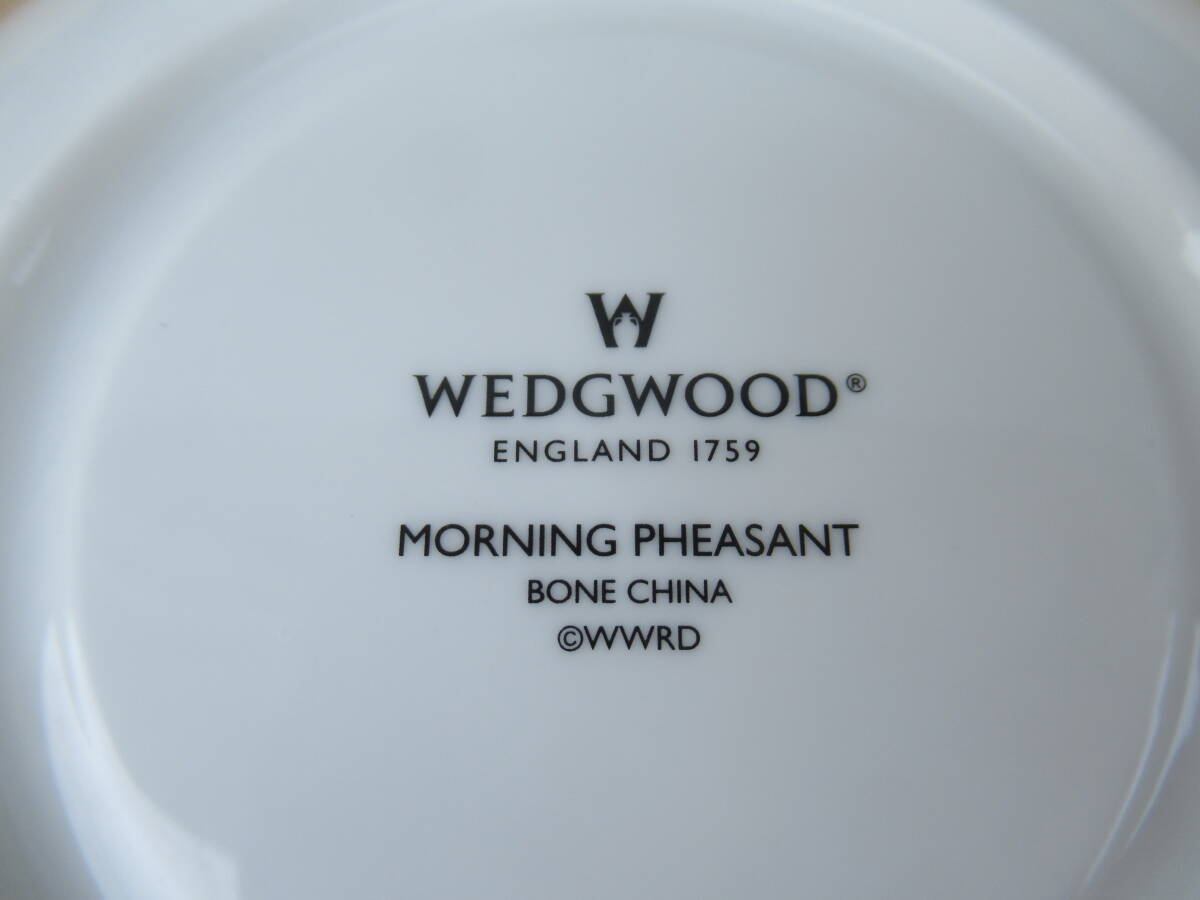 W
WEDGWOOD®
ENGLAND 1759
MORNING PHEASANT
BONE CHINA
©WWRD